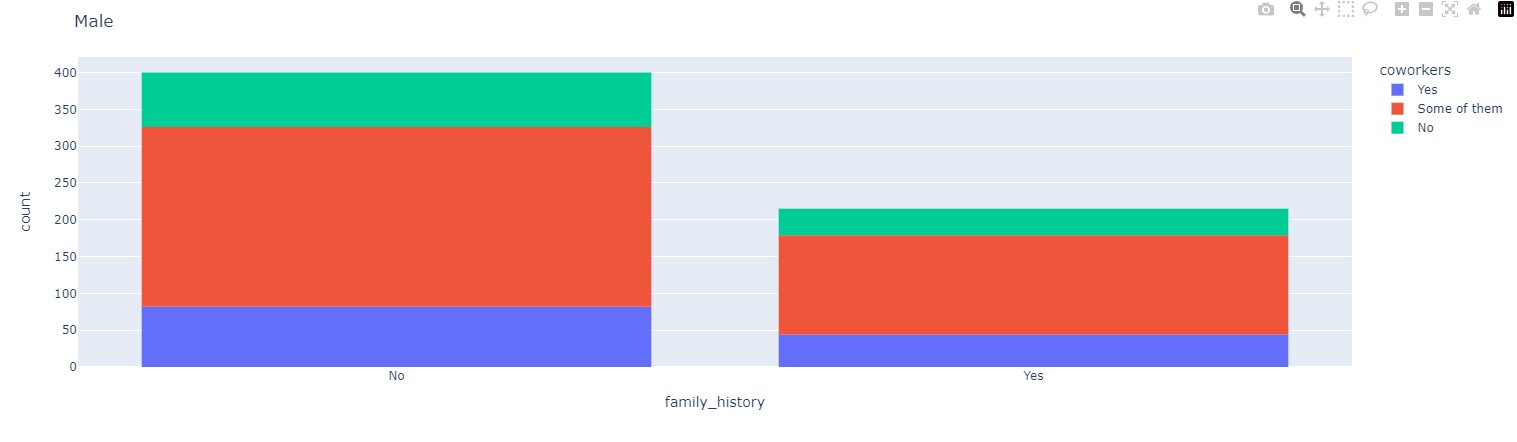 Male
400
350
300
250
200
150
100
50
0
count
No
Yes
family_history
coworkers
Yes
Some of them
No